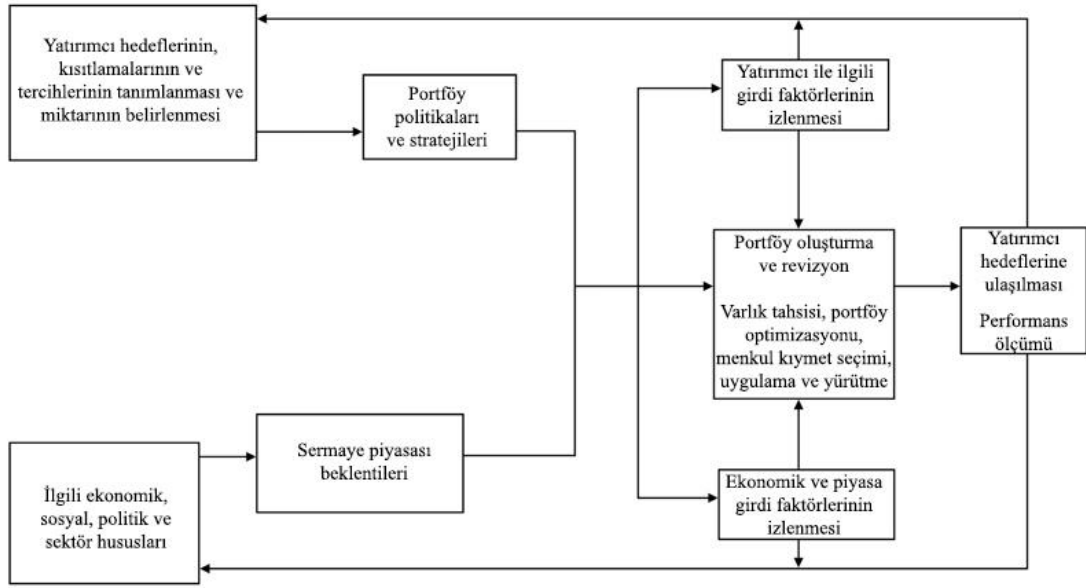 Yatırımcı hedeflerinin,
kısıtlamalarının ve
tercihlerinin tanımlanması ve
miktarının belirlenmesi
Portföy
politikaları
ve stratejileri
Yatırımcı ile ilgili
girdi faktörlerinin
izlenmesi
Portföy oluşturma
ve revizyon
Varlık tahsisi, portföy
optimizasyonu,
menkul kıymet seçimi,
uygulama ve yürütme
Yatırımcı
hedeflerine
ulaşılması
Performans
ölçümü
Sermaye piyasası
beklentileri
İlgili ekonomik,
sosyal, politik ve
sektör hususları
Ekonomik ve piyasa
girdi faktörlerinin
izlenmesi